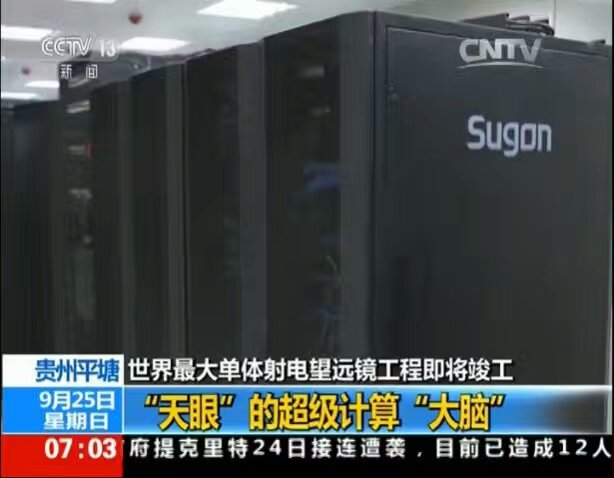 CCTV 13
新闻
CNTV
Sugon
贵州平塘
世界最大单体射电望远镜工程即将竣工
9月25日
星期日
“天眼”的超级计算“大脑”
07:03
府提克里特24日接连遭袭，目前已造成12人